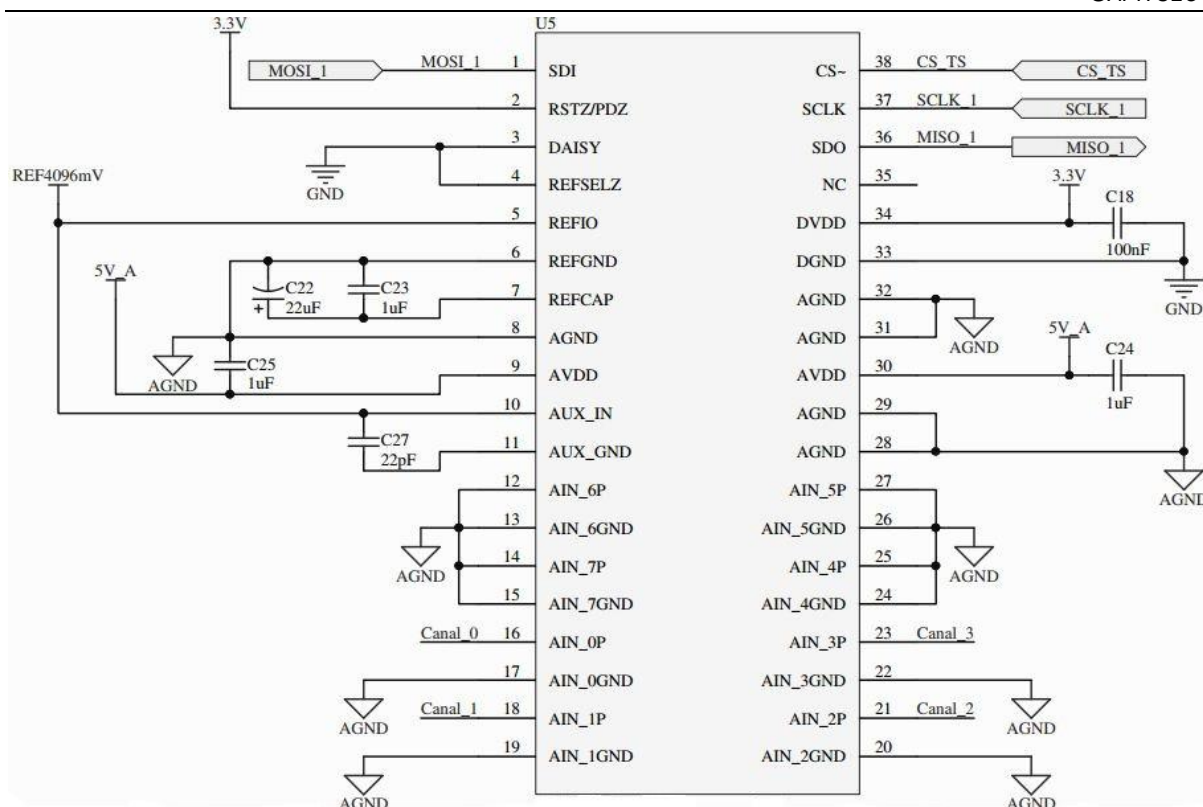 3.3V U5
MOSI_1 MOSI_1 1 SDI CS~ 38 CS_TS CS_TS
2 RSTZ/PDZ SCLK 37 SCLK_1 SCLK_1
3 DAISY SDO 36 MISO_1 MISO_1
GND 4 REFSELZ NC 35 3.3V
REF4096mV 5 REFIO DVDD 34 C18 100nF
6 REFGND DGND 33 GND
5V_A C22 22uF + C23 1uF 7 REFCAP AGND 32
8 AGND AGND 31 AGND
AGND C25 1uF 9 AVDD AVDD 30 5V_A C24 1uF
10 AUX_IN AGND 29
C27 22pF 11 AUX_GND AGND 28 AGND
12 AIN_6P AIN_5P 27
13 AIN_6GND AIN_5GND 26
AGND 14 AIN_7P AIN_4P 25 AGND
15 AIN_7GND AIN_4GND 24
Canal_0 16 AIN_0P AIN_3P 23 Canal_3
17 AIN_0GND AIN_3GND 22
AGND Canal_1 18 AIN_1P AIN_2P 21 Canal_2 AGND
19 AIN_1GND AIN_2GND 20
AGND AGND